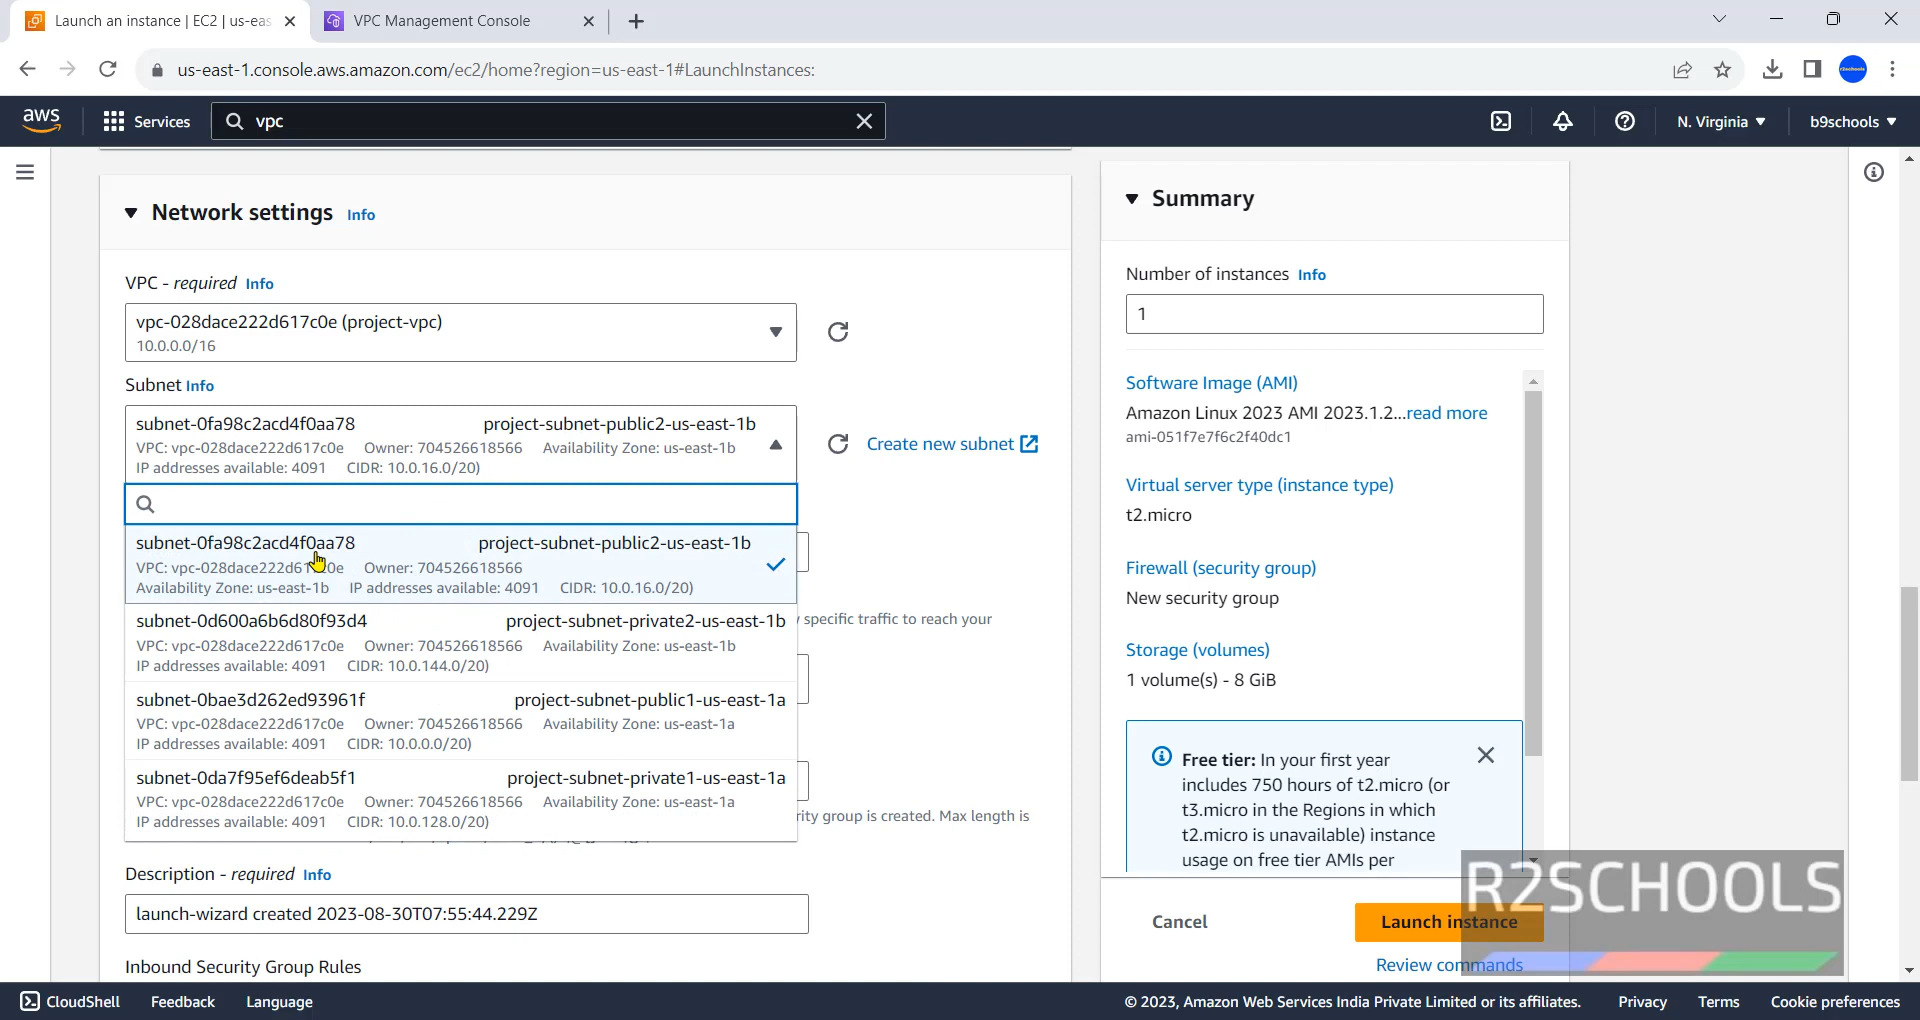 Launch an instance | EC2 | us-eas
VPC Management Console
us-east-1.console.aws.amazon.com/ec2/home?region=us-east-1#LaunchInstances:
r2schools
aws
Services
vpc
N. Virginia
b9schools
Network settings Info
VPC - required Info
vpc-028dace222d617c0e (project-vpc)
10.0.0.0/16
Subnet Info
subnet-0fa98c2acd4f0aa78 project-subnet-public2-us-east-1b
VPC: vpc-028dace222d617c0e Owner: 704526618566 Availability Zone: us-east-1b
IP addresses available: 4091 CIDR: 10.0.16.0/20)
Create new subnet
subnet-0fa98c2acd4f0aa78 project-subnet-public2-us-east-1b
VPC: vpc-028dace222d617c0e Owner: 704526618566
Availability Zone: us-east-1b IP addresses available: 4091 CIDR: 10.0.16.0/20)
subnet-0d600a6b6d80f93d4 project-subnet-private2-us-east-1b
VPC: vpc-028dace222d617c0e Owner: 704526618566 Availability Zone: us-east-1b
IP addresses available: 4091 CIDR: 10.0.144.0/20)
specific traffic to reach your
subnet-0bae3d262ed93961f project-subnet-public1-us-east-1a
VPC: vpc-028dace222d617c0e Owner: 704526618566 Availability Zone: us-east-1a
IP addresses available: 4091 CIDR: 10.0.0.0/20)
subnet-0da7f95ef6deab5f1 project-subnet-private1-us-east-1a
VPC: vpc-028dace222d617c0e Owner: 704526618566 Availability Zone: us-east-1a
IP addresses available: 4091 CIDR: 10.0.128.0/20)
rity group is created. Max length is
Description - required Info
launch-wizard created 2023-08-30T07:55:44.229Z
Inbound Security Group Rules
Summary
Number of instances Info
1
Software Image (AMI)
Amazon Linux 2023 AMI 2023.1.2...read more
ami-051f7e7f6c2f40dc1
Virtual server type (instance type)
t2.micro
Firewall (security group)
New security group
Storage (volumes)
1 volume(s) - 8 GiB
Free tier: In your first year
includes 750 hours of t2.micro (or
t3.micro in the Regions in which
t2.micro is unavailable) instance
usage on free tier AMIs per
Cancel
Launch instance
Review commands
R2SCHOOLS
CloudShell Feedback Language
© 2023, Amazon Web Services India Private Limited or its affiliates. Privacy Terms Cookie preferences